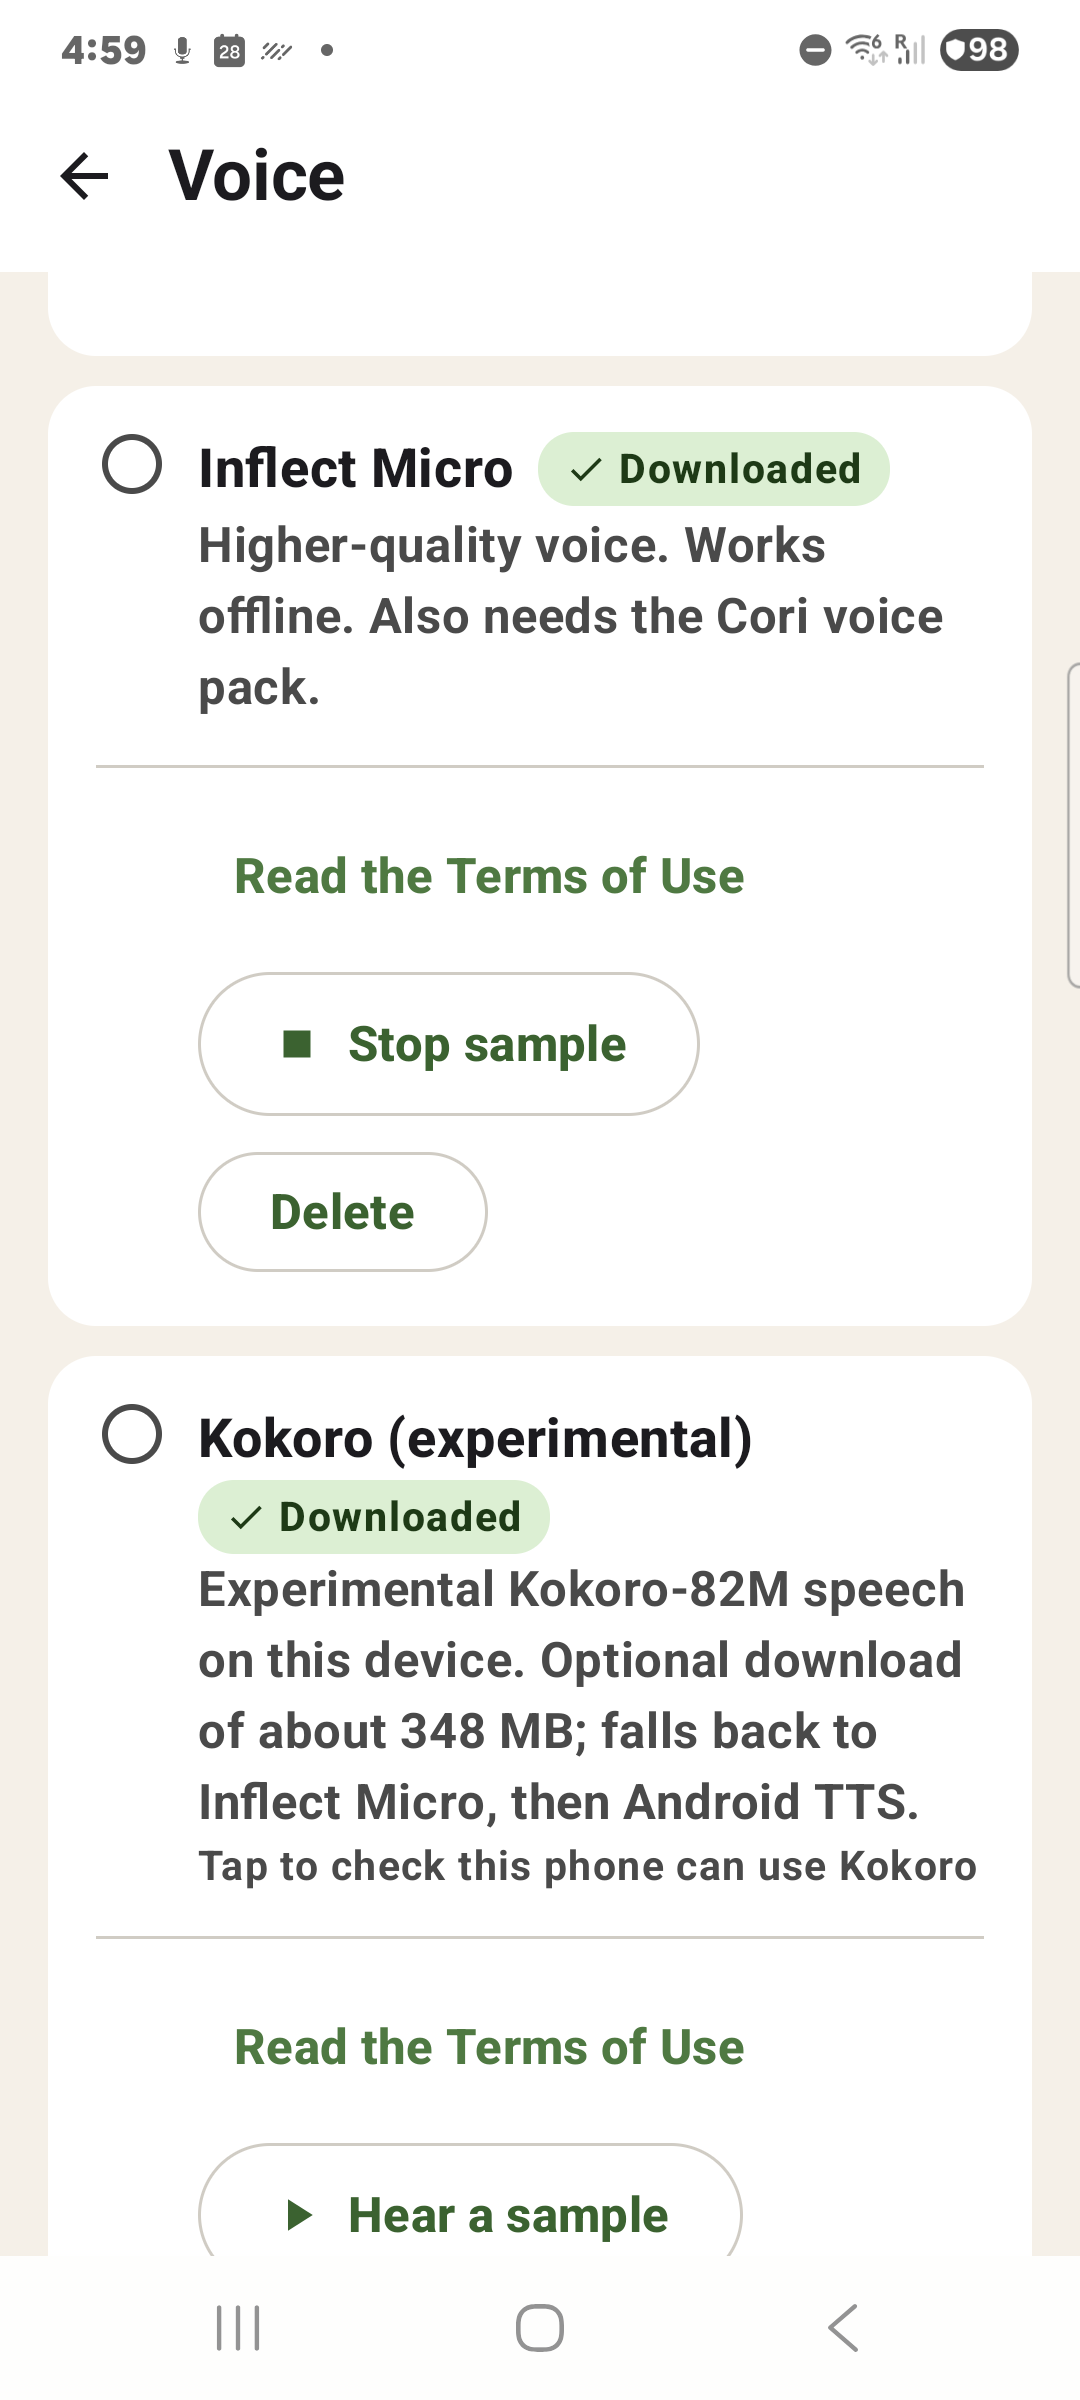 4:59
28
6
R
98
Voice
Inflect Micro
Downloaded
Higher-quality voice. Works
offline. Also needs the Cori voice
pack.
Read the Terms of Use
Stop sample
Delete
Kokoro (experimental)
Downloaded
Experimental Kokoro-82M speech
on this device. Optional download
of about 348 MB; falls back to
Inflect Micro, then Android TTS.
Tap to check this phone can use Kokoro
Read the Terms of Use
Hear a sample